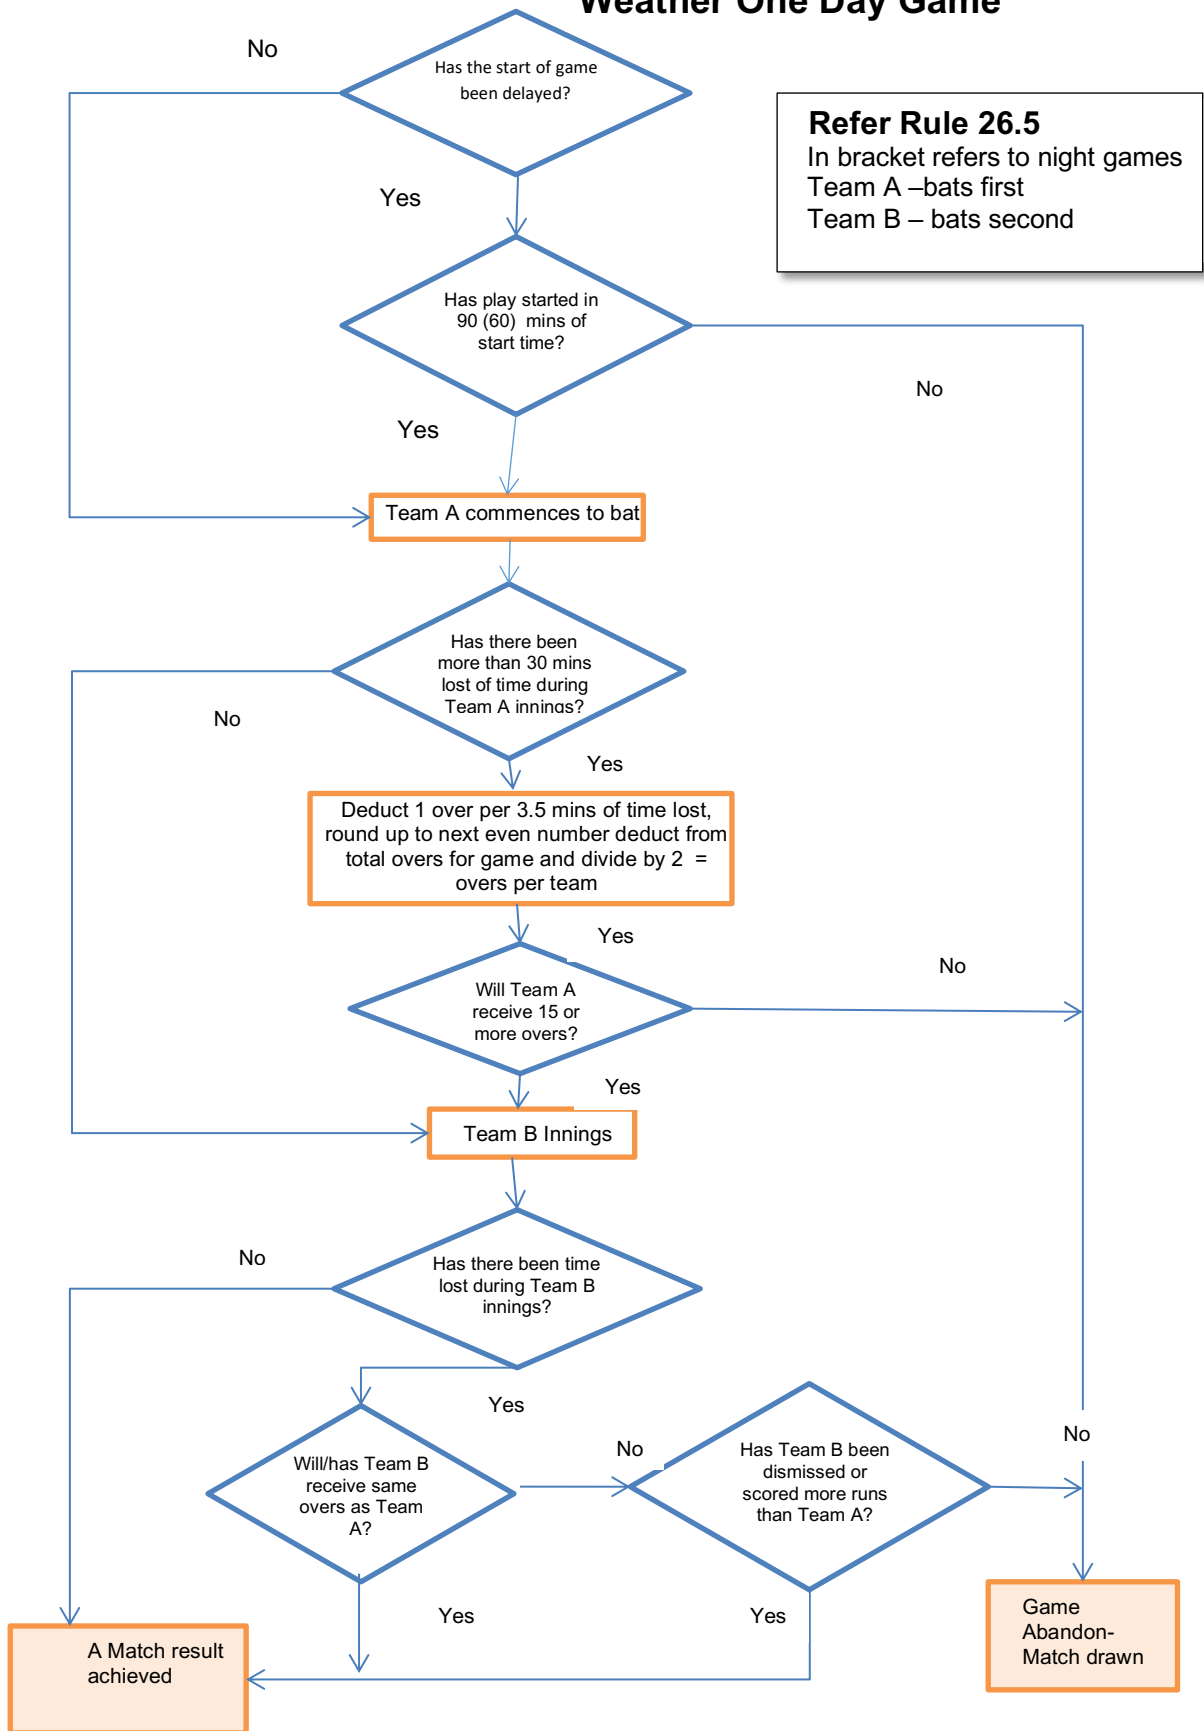 Weather One Day Game
No
Has the start of game
been delayed?
Refer Rule 26.5
In bracket refers to night games
Team A –bats first
Team B – bats second
Yes
Has play started in
90 (60) mins of
start time?
No
Yes
Team A commences to bat
Has there been
more than 30 mins
lost of time during
Team A innings?
No
Yes
Deduct 1 over per 3.5 mins of time lost,
round up to next even number deduct from
total overs for game and divide by 2 =
overs per team
Yes
No
Will Team A
receive 15 or
more overs?
Yes
Team B Innings
No
Has there been time
lost during Team B
innings?
Yes
No
No
Will/has Team B
receive same
overs as Team
A?
Has Team B been
dismissed or
scored more runs
than Team A?
Yes
Yes
Game
Abandon-
Match drawn
A Match result
achieved